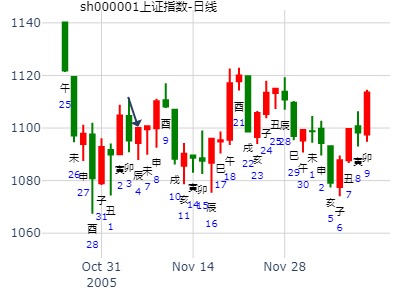 sh000001上证指数-日线
1140
1120
1100
1080
1060
午
25
未
26
申
27
酉
28
子
31
丑
1
寅
2
卯
3
辰
4
未
7
申
8
酉
9
戌
10
亥
11
寅
14
卯
15
辰
16
巳
17
午
18
酉
21
戌
22
亥
23
子
24
丑
25
辰
28
巳
29
午
30
未
1
申
2
亥
5
子
6
丑
7
寅
8
卯
9
Oct 31
2005
Nov 14
Nov 28